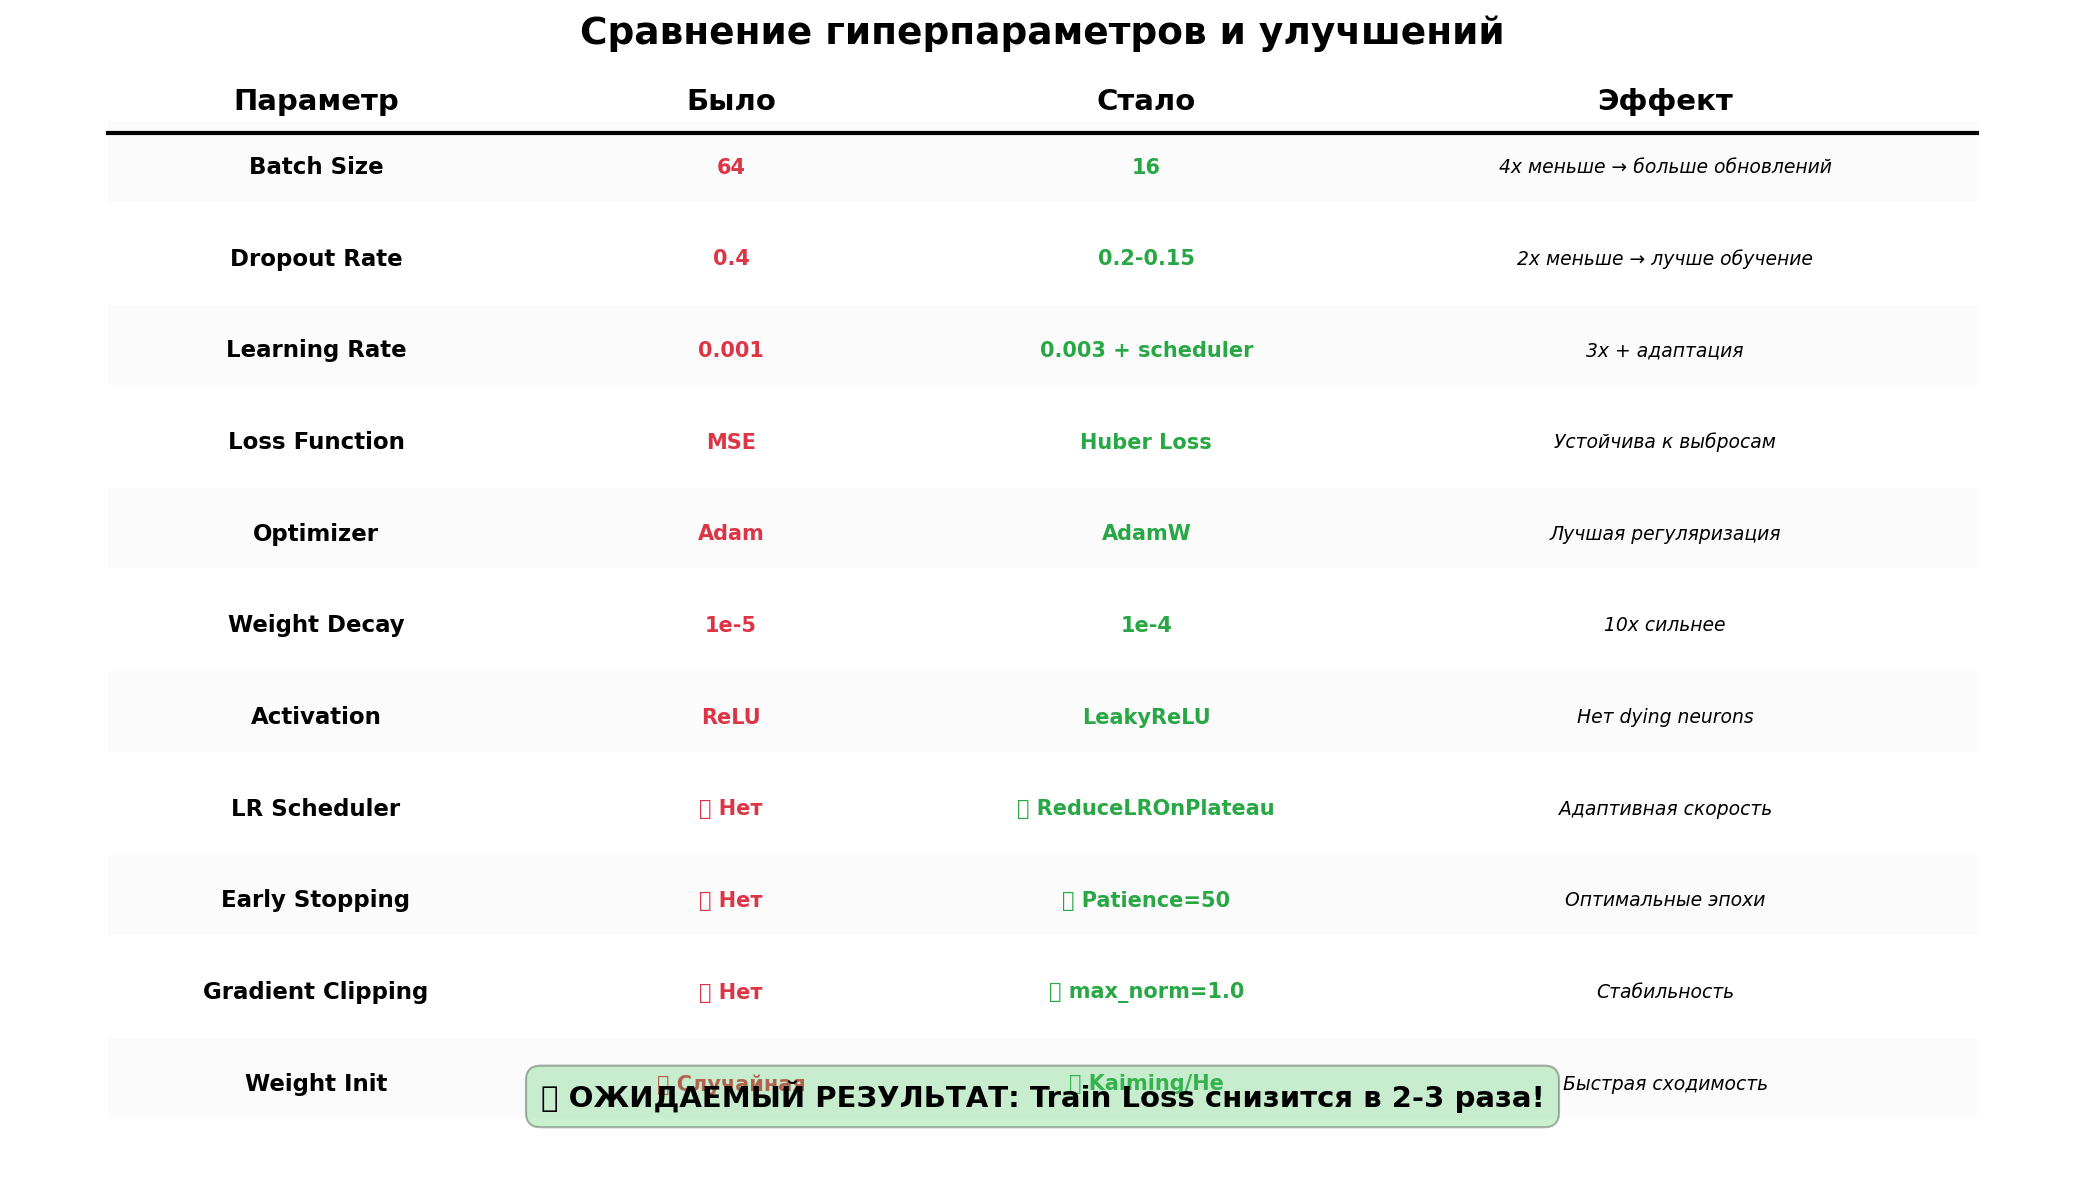 Сравнение гиперпараметров и улучшений
Параметр Было Стало Эффект
Batch Size 64 16 4x меньше → больше обновлений
Dropout Rate 0.4 0.2-0.15 2x меньше → лучше обучение
Learning Rate 0.001 0.003 + scheduler 3x + адаптация
Loss Function MSE Huber Loss Устойчива к выбросам
Optimizer Adam AdamW Лучшая регуляризация
Weight Decay 1e-5 1e-4 10x сильнее
Activation ReLU LeakyReLU Нет dying neurons
LR Scheduler Нет ReduceLROnPlateau Адаптивная скорость
Early Stopping Нет Patience=50 Оптимальные эпохи
Gradient Clipping Нет max_norm=1.0 Стабильность
Weight Init Случайная Kaiming/He Быстрая сходимость
ОЖИДАЕМЫЙ РЕЗУЛЬТАТ: Train Loss снизится в 2-3 раза!